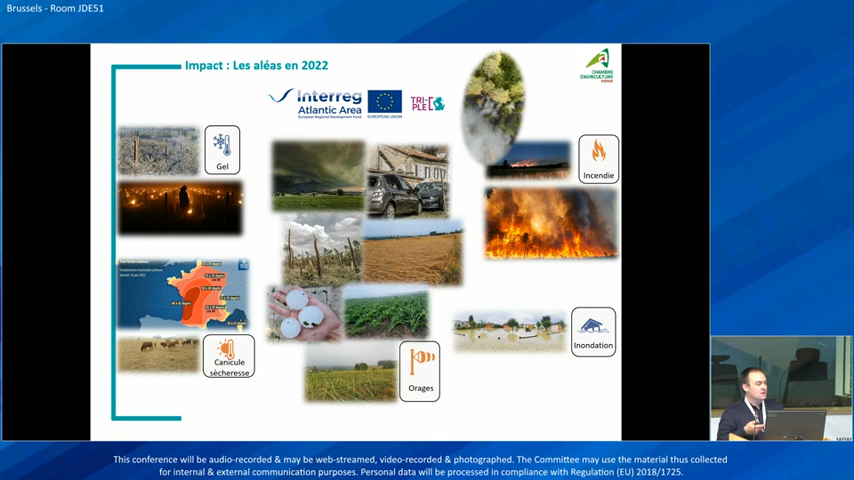 Brussels - Room JDE51
Impact : Les aléas en 2022
CHAMBRE
D'AGRICULTURE
Interreg
Atlantic Area
European Regional Development Fund
EUROPEAN UNION
TRI-
PLE
Gel
Incendie
Canicule
sècheresse
Orages
Inondation
This conference will be audio-recorded & may be web-streamed, video-recorded & photographed. The Committee may use the material thus collected
for internal & external communication purposes. Personal data will be processed in compliance with Regulation (EU) 2018/1725.